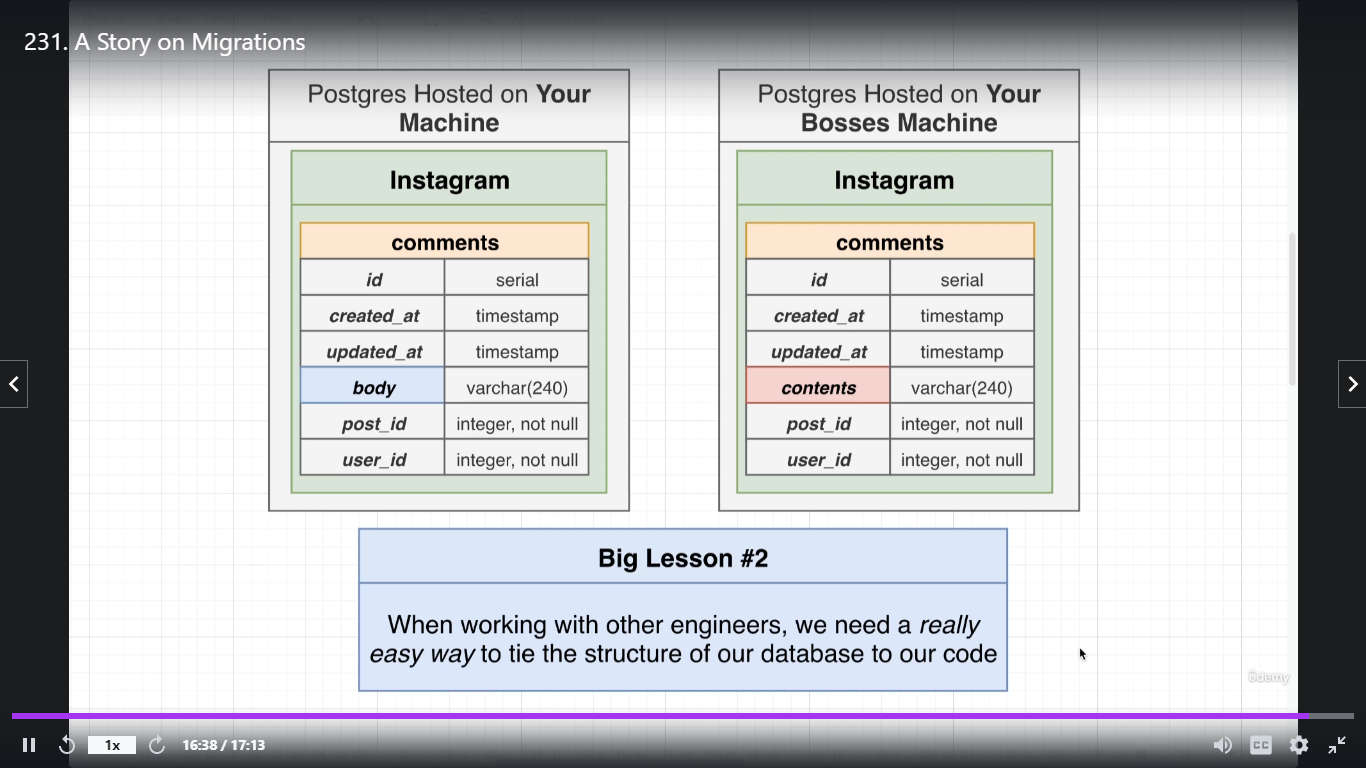 231. A Story on Migrations
Postgres Hosted on Your
Machine
Instagram
comments
id serial
created_at timestamp
updated_at timestamp
body varchar(240)
post_id integer, not null
user_id integer, not null
Postgres Hosted on Your
Bosses Machine
Instagram
comments
id serial
created_at timestamp
updated_at timestamp
contents varchar(240)
post_id integer, not null
user_id integer, not null
Big Lesson #2
When working with other engineers, we need a really
easy way to tie the structure of our database to our code
ûdemy
1x
16:38 / 17:13
CC